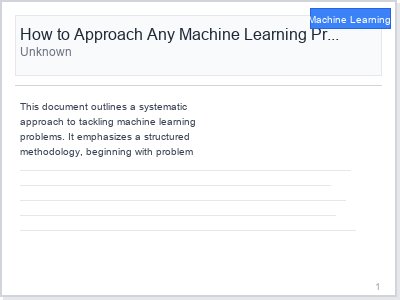 Machine Learning
How to Approach Any Machine Learning Pr...
Unknown
This document outlines a systematic
approach to tackling machine learning
problems. It emphasizes a structured
methodology, beginning with problem
1